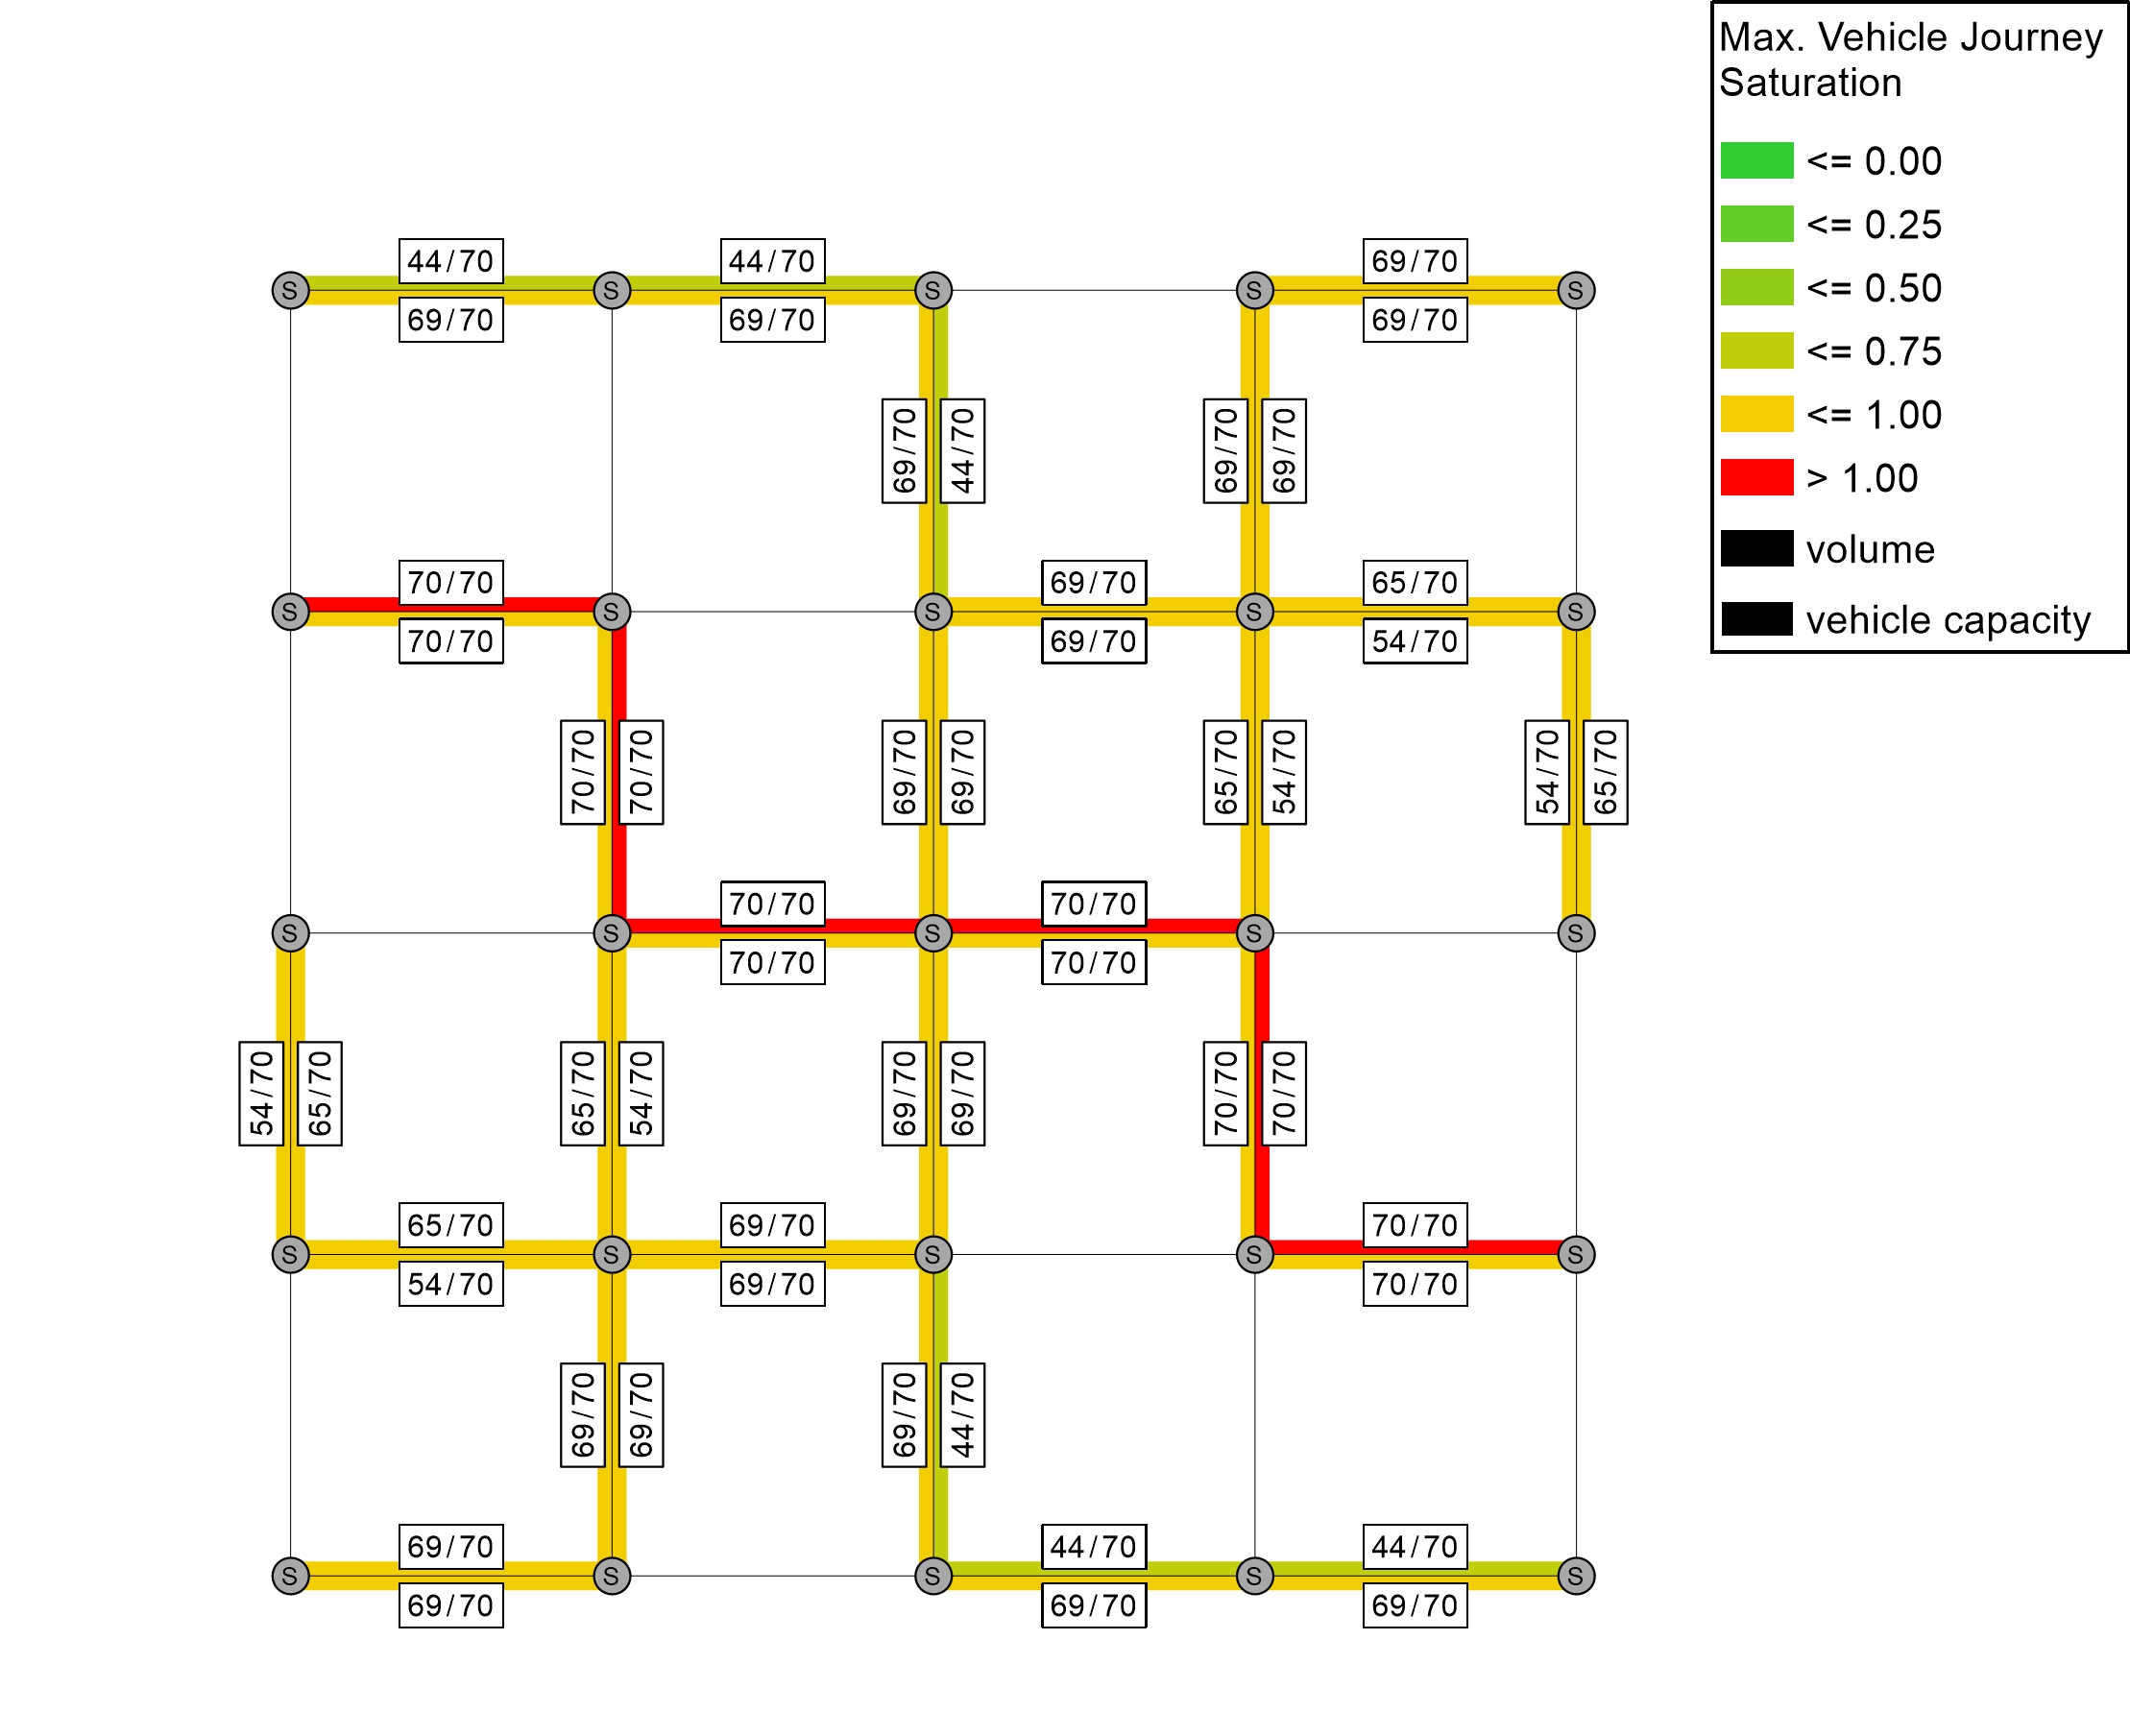 Max. Vehicle Journey
Saturation
<= 0.00
<= 0.25
<= 0.50
<= 0.75
<= 1.00
> 1.00
volume
vehicle capacity
44/70 44/70 69/70
S S S S S
69/70 69/70 69/70
69/70 44/70 69/70 69/70
70/70 69/70 65/70
S S S S S
70/70 69/70 54/70
70/70 70/70 69/70 69/70 65/70 54/70 54/70 65/70
70/70 70/70
S S S S S
70/70 70/70
54/70 65/70 65/70 54/70 69/70 69/70 70/70 70/70
65/70 69/70 70/70
S S S S S
54/70 69/70 70/70
69/70 69/70 69/70 44/70
69/70 44/70 44/70
S S S S S
69/70 69/70 69/70